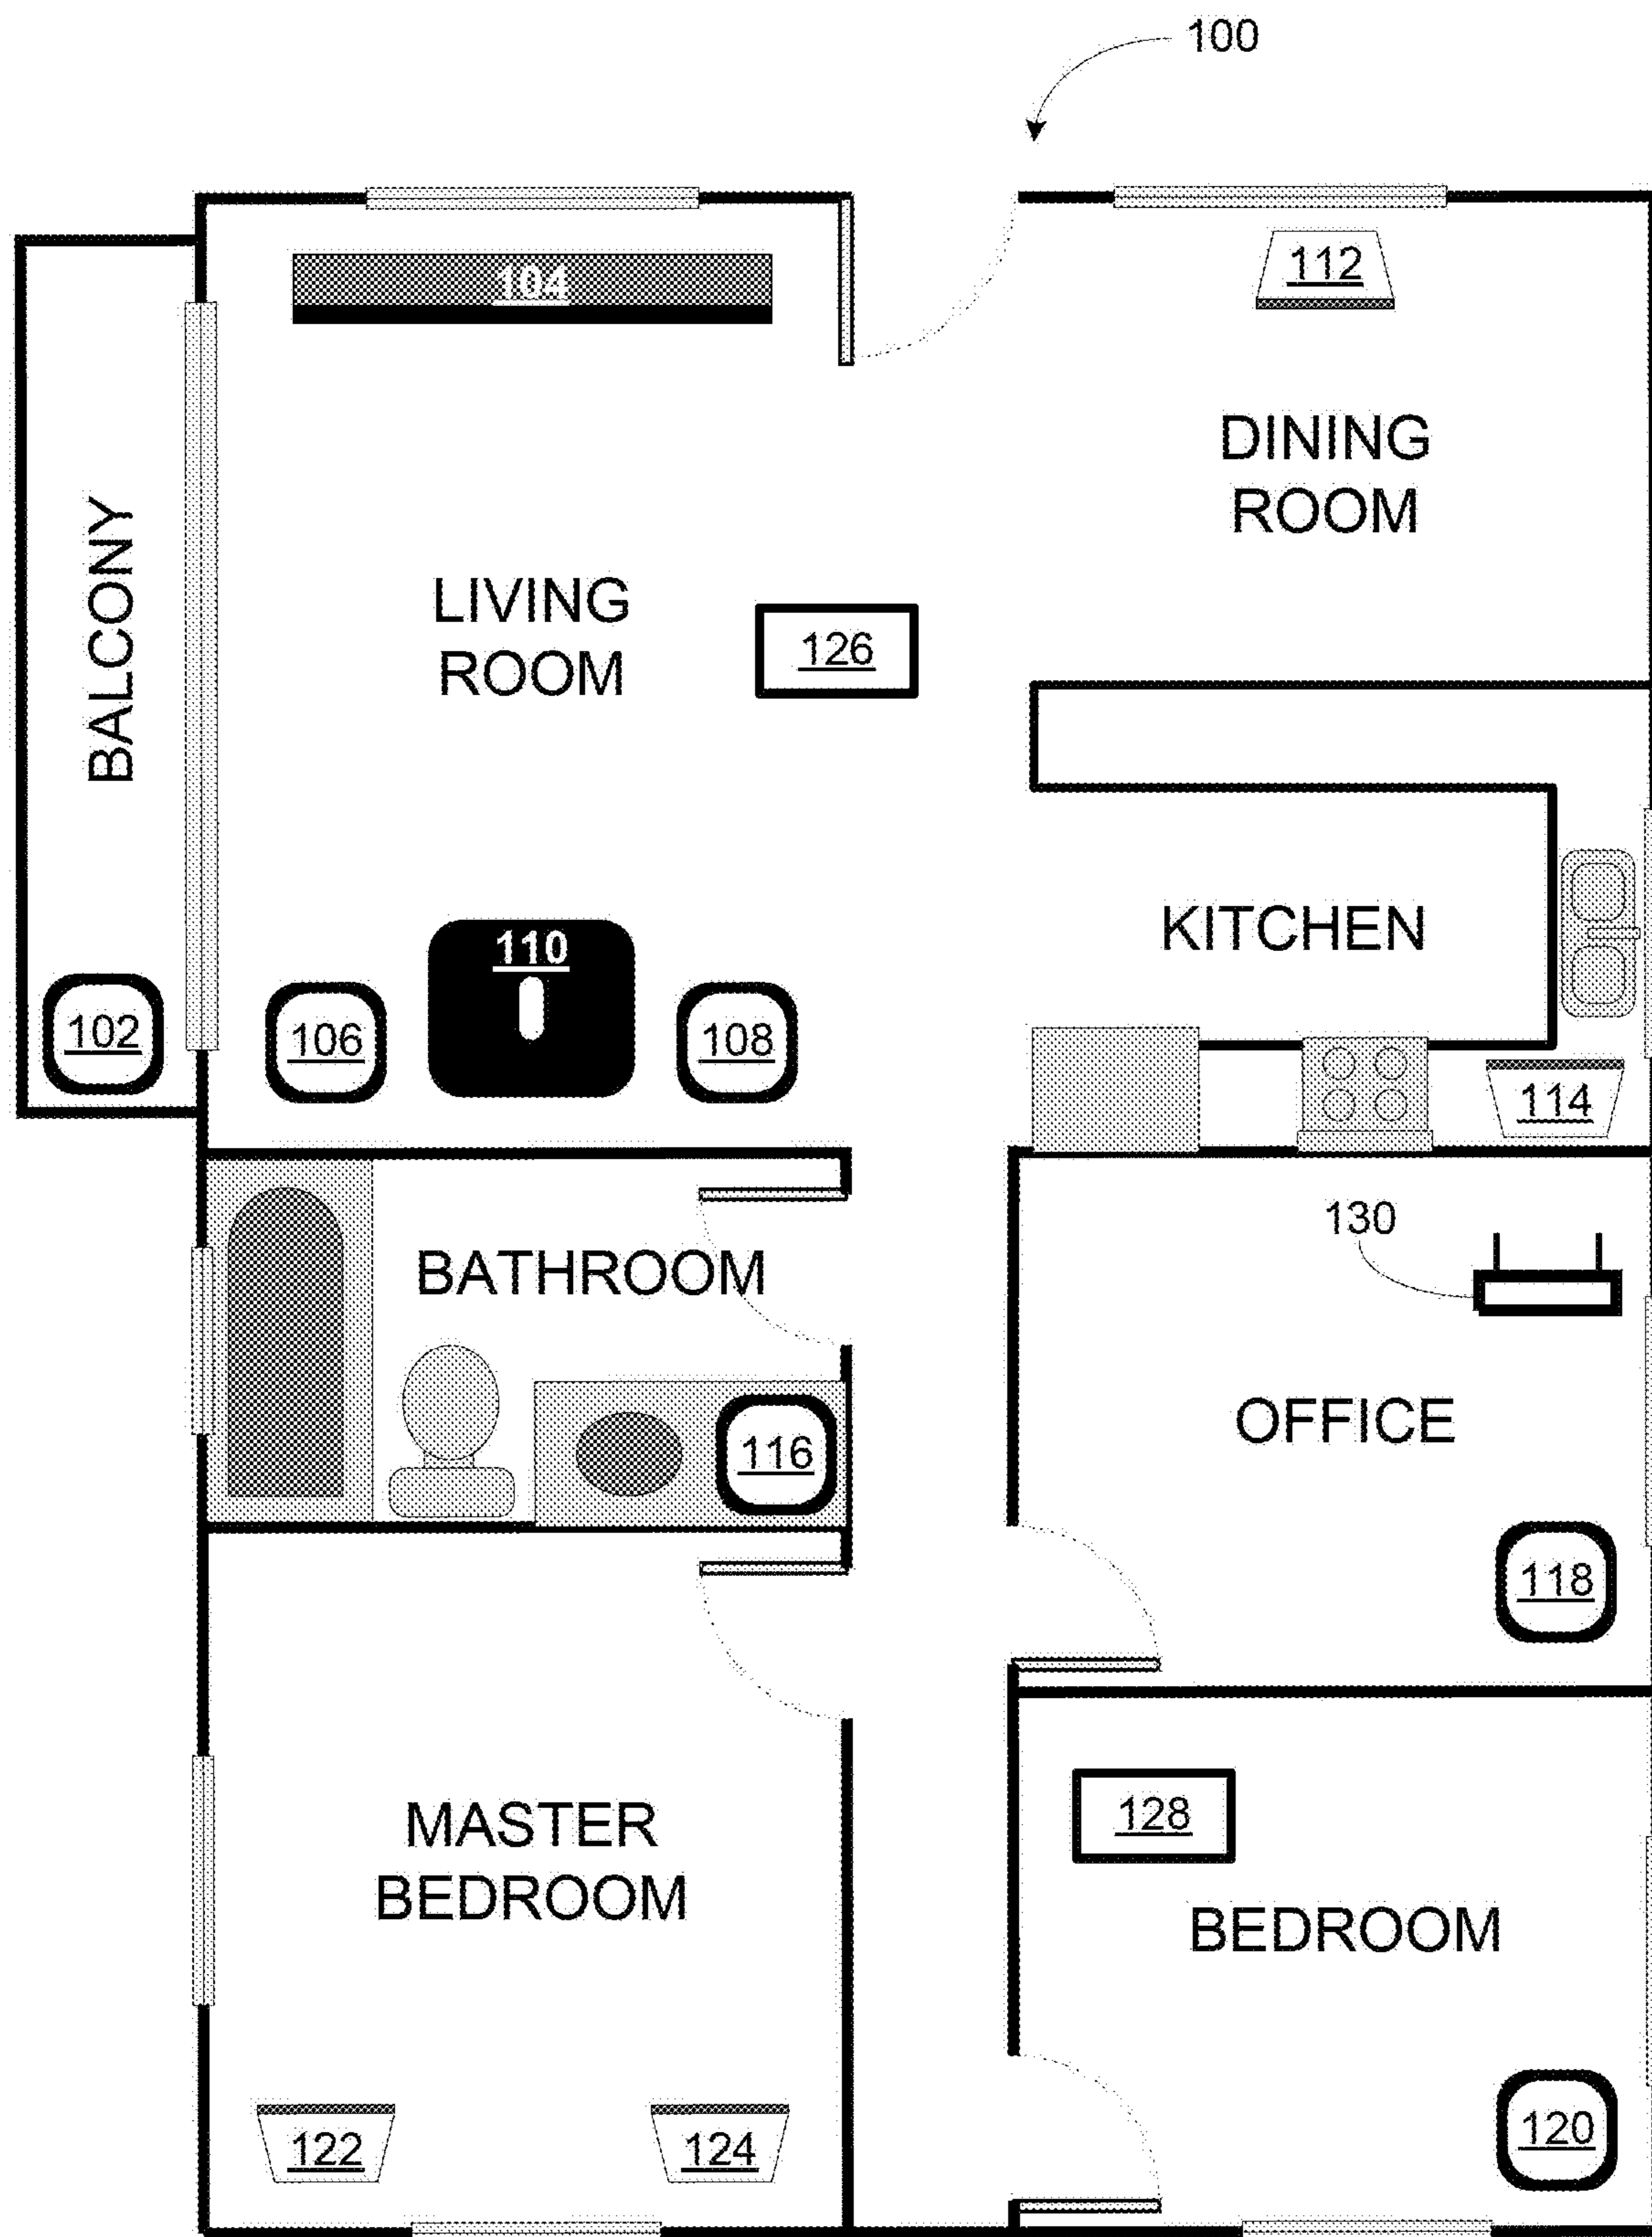 100
104
112
DINING
ROOM
BALCONY
LIVING
ROOM
126
KITCHEN
110
102
106
108
114
130
BATHROOM
OFFICE
116
118
128
MASTER
BEDROOM
BEDROOM
120
122
124